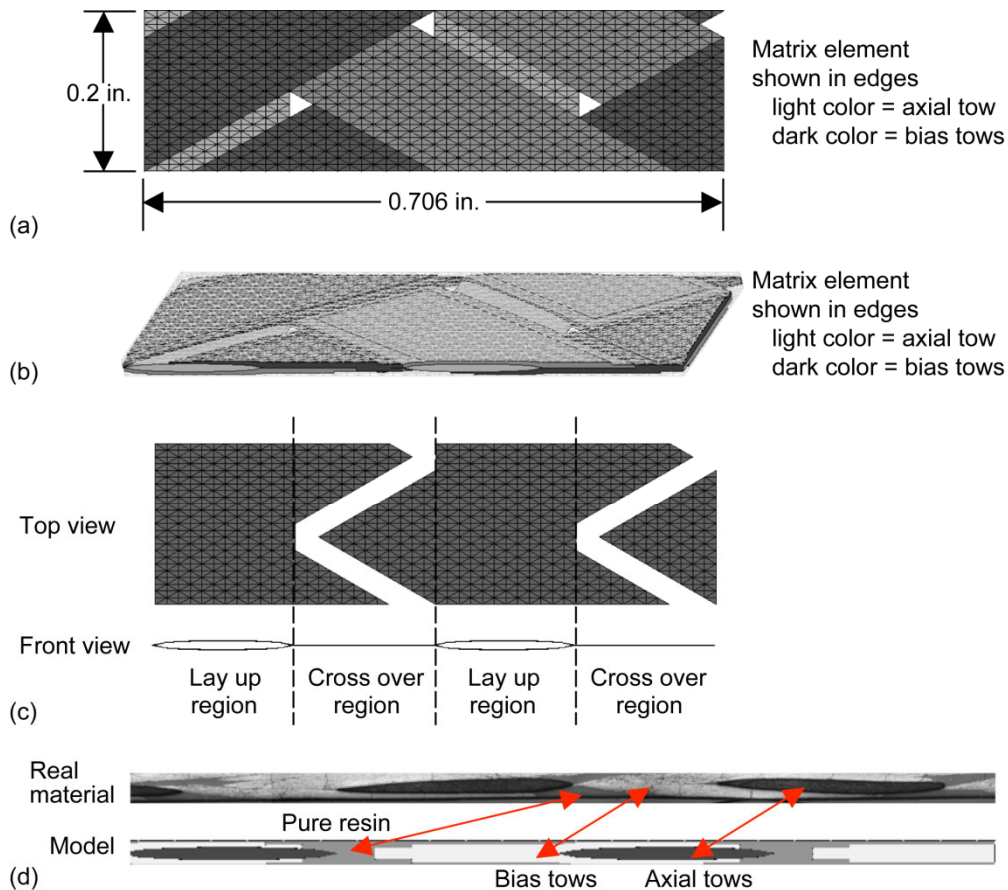 0.2 in.
0.706 in.
Matrix element
shown in edges
light color = axial tow
dark color = bias tows
(a)
Matrix element
shown in edges
light color = axial tow
dark color = bias tows
(b)
Top view
Front view
Lay up
region
Cross over
region
Lay up
region
Cross over
region
(c)
Real
material
Pure resin
Model
Bias tows
Axial tows
(d)